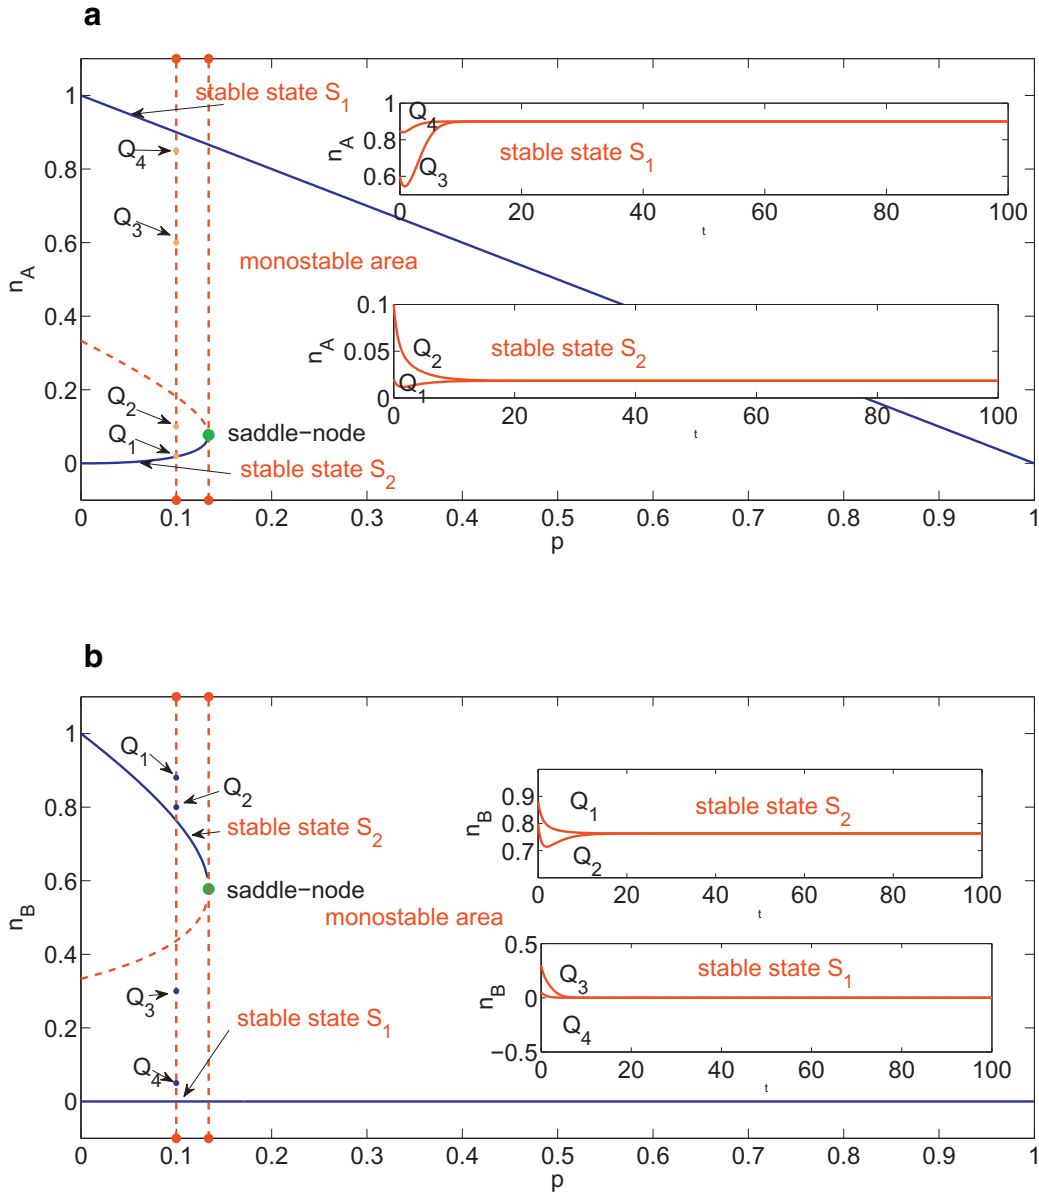 a
stable state S1
1
Q4
0.8
Q3
0.6
nA
0.4
0.2
Q2
Q1
0
monostable area
saddle−node
stable state S2
1
0.8
0.6
nA
Q4
Q3
stable state S1
0 20 40 60 80 100
t
0.1
0.05
0
nA
Q2
Q1
stable state S2
0 20 40 60 80 100
t
0 0.1 0.2 0.3 0.4 0.5 0.6 0.7 0.8 0.9 1
p
b
1
Q1
Q2
0.8
stable state S2
0.6
saddle−node
nB
monostable area
0.4
Q3
0.2
stable state S1
Q4
0
0.9
0.8
0.7
nB
Q1
Q2
stable state S2
0 20 40 60 80 100
t
0.5
0
−0.5
nB
Q3
Q4
stable state S1
0 20 40 60 80 100
t
0 0.1 0.2 0.3 0.4 0.5 0.6 0.7 0.8 0.9 1
p